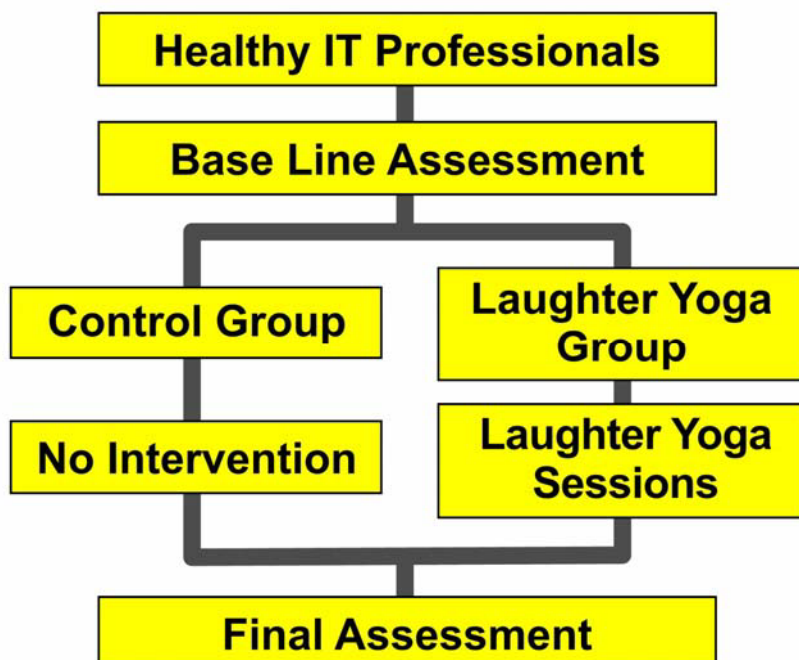 Healthy IT Professionals
Base Line Assessment
Control Group
No Intervention
Laughter Yoga
Group
Laughter Yoga
Sessions
Final Assessment